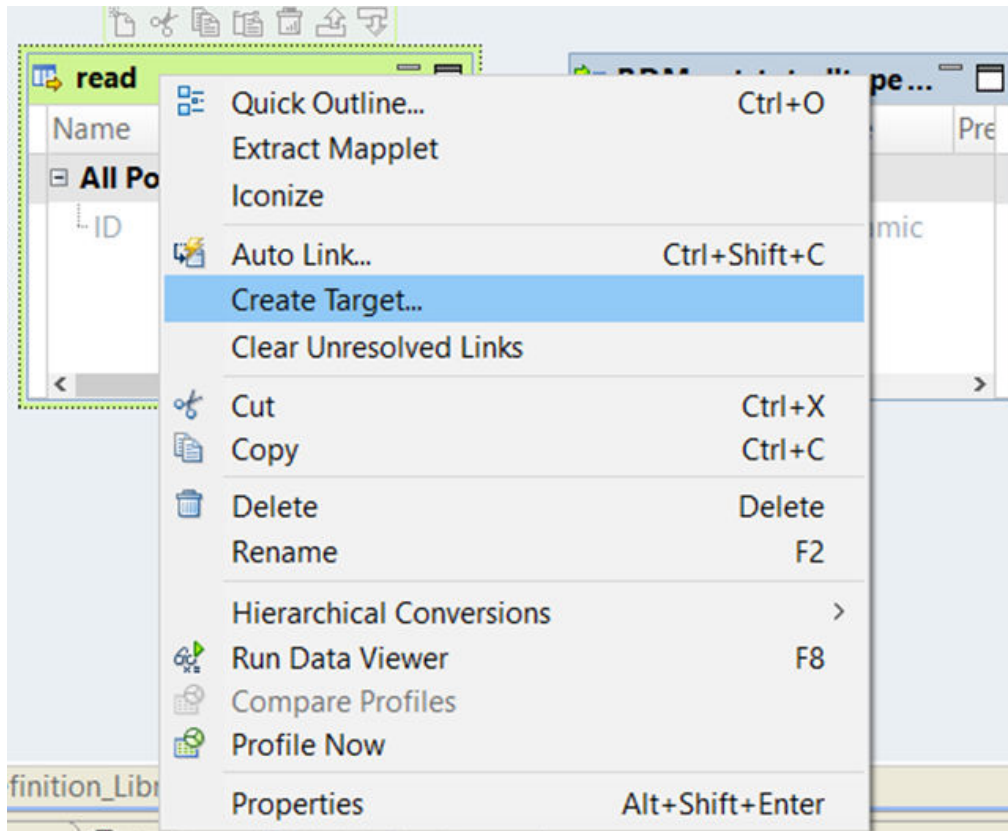 read
pe...
Name
Pre
All Po
ID
amic
Quick Outline... Ctrl+O
Extract Mapplet
Iconize
Auto Link... Ctrl+Shift+C
Create Target...
Clear Unresolved Links
Cut Ctrl+X
Copy Ctrl+C
Delete Delete
Rename F2
Hierarchical Conversions
Run Data Viewer F8
Compare Profiles
Profile Now
Properties Alt+Shift+Enter
finition_Libr